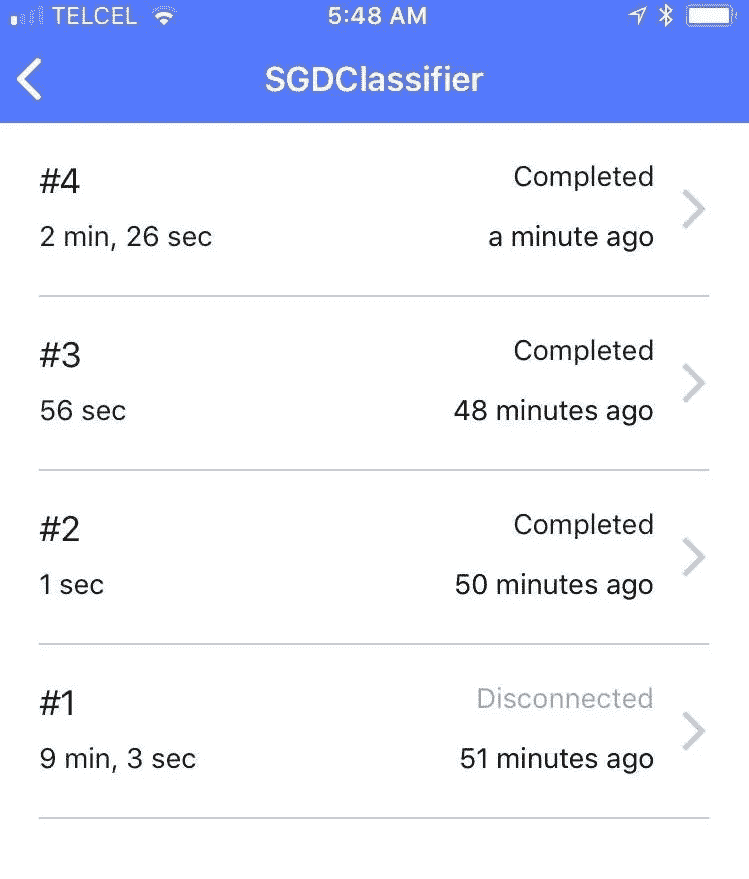 TELCEL 5:48 AM
SGDClassifier
#4 Completed
2 min, 26 sec a minute ago
#3 Completed
56 sec 48 minutes ago
#2 Completed
1 sec 50 minutes ago
#1 Disconnected
9 min, 3 sec 51 minutes ago